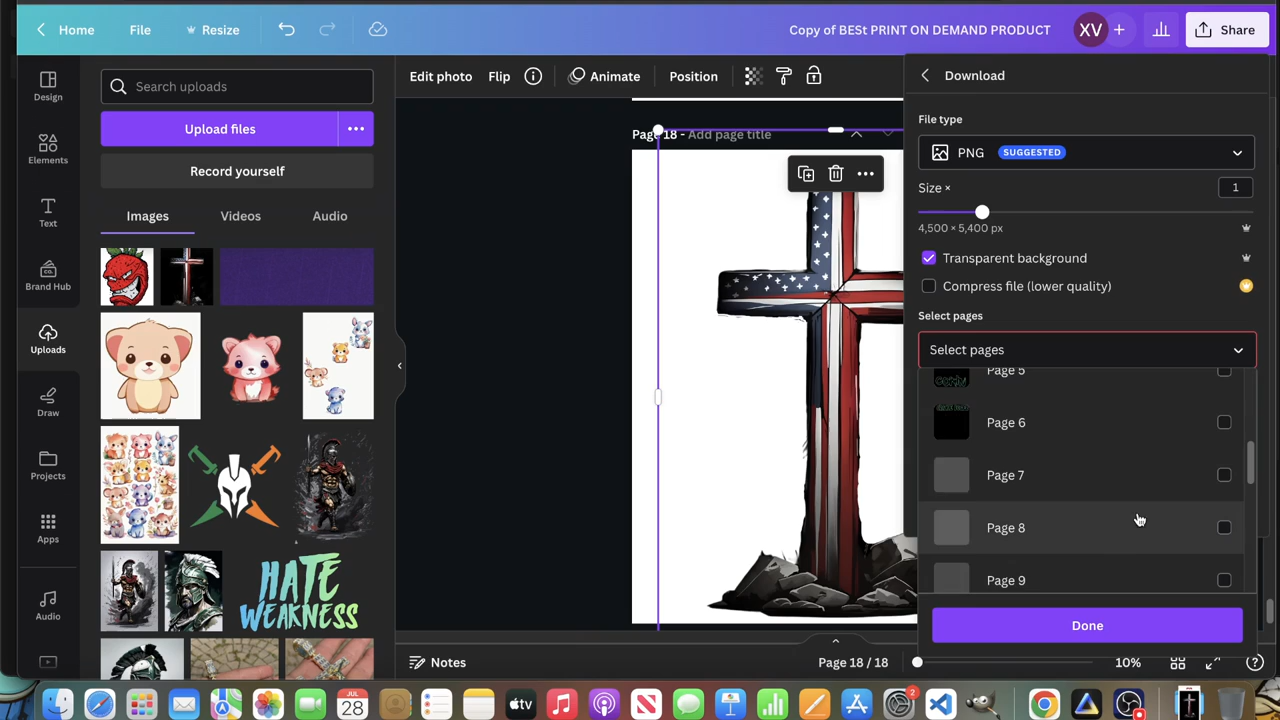 Home
File
Resize
Copy of BESt PRINT ON DEMAND PRODUCT
XV
Share
Design
Elements
Text
Brand Hub
CO.
Uploads
Draw
Projects
Apps
Audio
Search uploads
Upload files
Record yourself
Images
Videos
Audio
HATE
WEAKNESS
Edit photo
Flip
Animate
Position
Page 18 - Add page title
Download
File type
PNG
SUGGESTED
Size ×
1
4,500 × 5,400 px
Transparent background
Compress file (lower quality)
Select pages
Select pages
Page 5
Page 6
Page 7
Page 8
Page 9
Done
Notes
Page 18 / 18
10%
JUL
28
tv
2